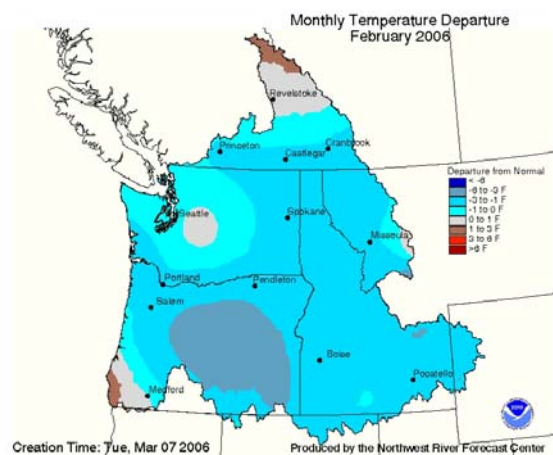 Monthly Temperature Departure
February 2006
Revelstoke
Princeton
Cranbrook
Castlegar
Departure from Normal
< -6
-6 to -3 F
-3 to -1 F
-1 to 0 F
0 to 1 F
1 to 3 F
3 to 6 F
>6 F
Seattle
Spokane
Missoula
Portland
Pendleton
Salem
Boise
Pocatello
Medford
Creation Time: Tue, Mar 07 2006
Produced by the Northwest River Forecast Center